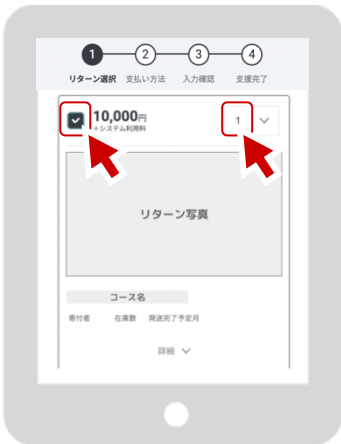 1 2 3 4
リターン選択 支払い方法 入力確認 支援完了
10,000円 1
+システム利用料
リターン写真
コース名
寄付者 在庫数 発送完了予定月
詳細